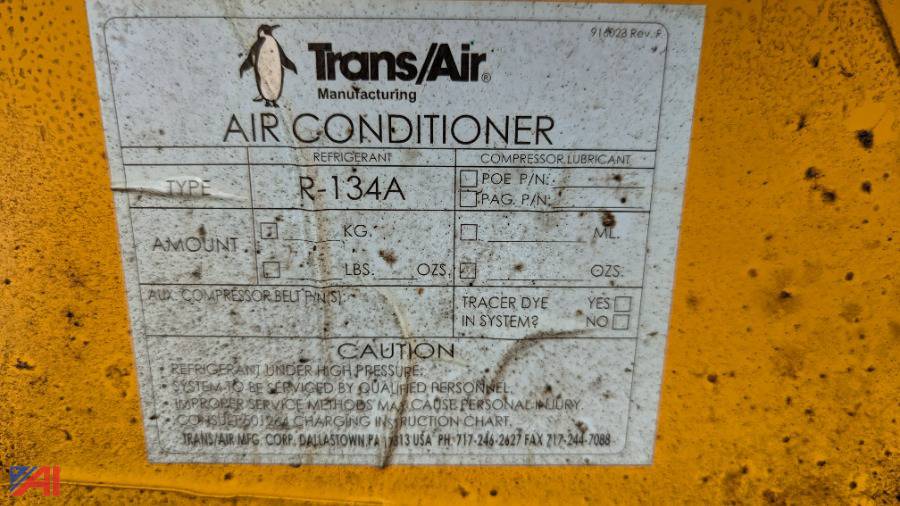 916023 Rev. F
Trans/Air®
Manufacturing
AIR CONDITIONER
REFRIGERANT
COMPRESSOR LUBRICANT
TYPE
R-134A
POE P/N:
PAG. P/N:
AMOUNT
KG.
ML.
LBS. OZS.
OZS.
AUX. COMPRESSOR BELT P/N(S):
TRACER DYE YES
IN SYSTEM? NO
CAUTION
REFRIGERANT UNDER HIGH PRESSURE.
SYSTEM TO BE SERVICED BY QUALIFIED PERSONNEL.
IMPROPER SERVICE METHODS MAY CAUSE PERSONAL INJURY.
CONSULT CHARGING INSTRUCTION CHART.
TRANS/AIR MFG. CORP. DALLASTOWN, PA 17313 USA PH. 717-246-2627 FAX 717-244-7088
AI